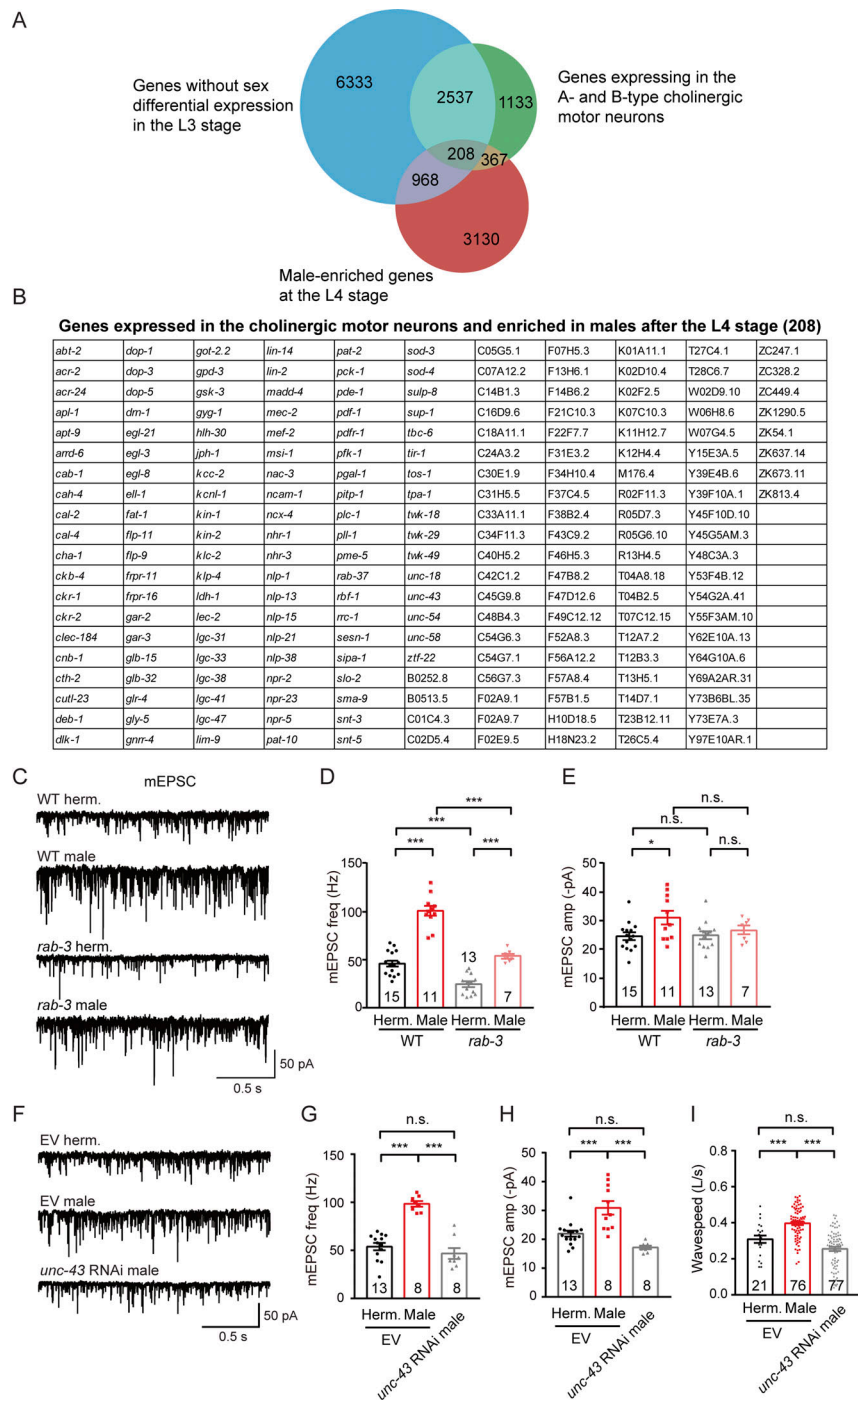 A
Genes without sex
differential expression
in the L3 stage
6333
2537
1133
208
367
968
3130
Genes expressing in the
A- and B-type cholinergic
motor neurons
Male-enriched genes
at the L4 stage
B
Genes expressed in the cholinergic motor neurons and enriched in males after the L4 stage (208)
abt-2 dop-1 got-2.2 lin-14 pat-2 sod-3 C05G5.1 F07H5.3 K01A11.1 T27C4.1 ZC247.1
acr-2 dop-3 gpd-3 lin-2 pck-1 sod-4 C07A12.2 F13H6.1 K02D10.4 T28C6.7 ZC328.2
acr-24 dop-5 gsk-3 madd-4 pde-1 sulp-8 C14B1.3 F14B6.2 K02F2.5 W02D9.10 ZC449.4
apl-1 drn-1 gyg-1 mec-2 pdf-1 sup-1 C16D9.6 F21C10.3 K07C10.3 W06H8.6 ZK1290.5
apt-9 egl-21 hlh-30 mef-2 pdfr-1 tbc-6 C18A11.1 F22F7.7 K11H12.7 W07G4.5 ZK54.1
arrd-6 egl-3 jph-1 msi-1 pfk-1 tir-1 C24A3.2 F31E3.2 K12H4.4 Y15E3A.5 ZK637.14
cab-1 egl-8 kcc-2 nac-3 pgal-1 tos-1 C30E1.9 F34H10.4 M176.4 Y39E4B.6 ZK673.11
cah-4 ell-1 kcnl-1 ncam-1 pitp-1 tpa-1 C31H5.5 F37C4.5 R02F11.3 Y39F10A.1 ZK813.4
cal-2 fat-1 kin-1 ncx-4 plc-1 twk-18 C33A11.1 F38B2.4 R05D7.3 Y45F10D.10
cal-4 flp-11 kin-2 nhr-1 pll-1 twk-29 C34F11.3 F43C9.2 R05G6.10 Y45G5AM.3
cha-1 flp-9 klc-2 nhr-3 pme-5 twk-49 C40H5.2 F46H5.3 R13H4.5 Y48C3A.3
ckb-4 frpr-11 klp-4 nlp-1 rab-37 unc-18 C42C1.2 F47B8.2 T04A8.18 Y53F4B.12
ckr-1 frpr-16 ldh-1 nlp-13 rbf-1 unc-43 C45G9.8 F47D12.6 T04B2.5 Y54G2A.41
ckr-2 gar-2 lec-2 nlp-15 rrc-1 unc-54 C48B4.3 F49C12.12 T07C12.15 Y55F3AM.10
clec-184 gar-3 lgc-31 nlp-21 sesn-1 unc-58 C54G6.3 F52A8.3 T12A7.2 Y62E10A.13
cnb-1 glb-15 lgc-33 nlp-38 sipa-1 ztf-22 C54G7.1 F56A12.2 T12B3.3 Y64G10A.6
cth-2 glb-32 lgc-38 npr-2 slo-2 B0252.8 C56G7.3 F57A8.4 T13H5.1 Y69A2AR.31
cutl-23 glr-4 lgc-41 npr-23 sma-9 B0513.5 F02A9.1 F57B1.5 T14D7.1 Y73B6BL.35
deb-1 gly-5 lgc-47 npr-5 snt-3 C01C4.3 F02A9.7 H10D18.5 T23B12.11 Y73E7A.3
dlk-1 gnrr-4 lim-9 pat-10 snt-5 C02D5.4 F02E9.5 H18N23.2 T26C5.4 Y97E10AR.1
C
mEPSC
WT herm.
WT male
rab-3 herm.
rab-3 male
50 pA
0.5 s
D
***
***
*** ***
mEPSC freq (Hz)
150
100
50
0
15 11 13 7
Herm. Male Herm. Male
WT rab-3
E
n.s.
n.s.
* n.s.
mEPSC amp (-pA)
50
40
30
20
10
0
15 11 13 7
Herm. Male Herm. Male
WT rab-3
F
EV herm.
EV male
unc-43 RNAi male
50 pA
0.5 s
G
n.s.
*** ***
mEPSC freq (Hz)
150
100
50
0
13 8 8
Herm. Male
EV
unc-43 RNAi male
H
n.s.
*** ***
mEPSC amp (-pA)
50
40
30
20
10
0
13 8 8
Herm. Male
EV
unc-43 RNAi male
I
n.s.
*** ***
Wavespeed (L/s)
0.8
0.6
0.4
0.2
0.0
21 76 77
Herm. Male
EV
unc-43 RNAi male